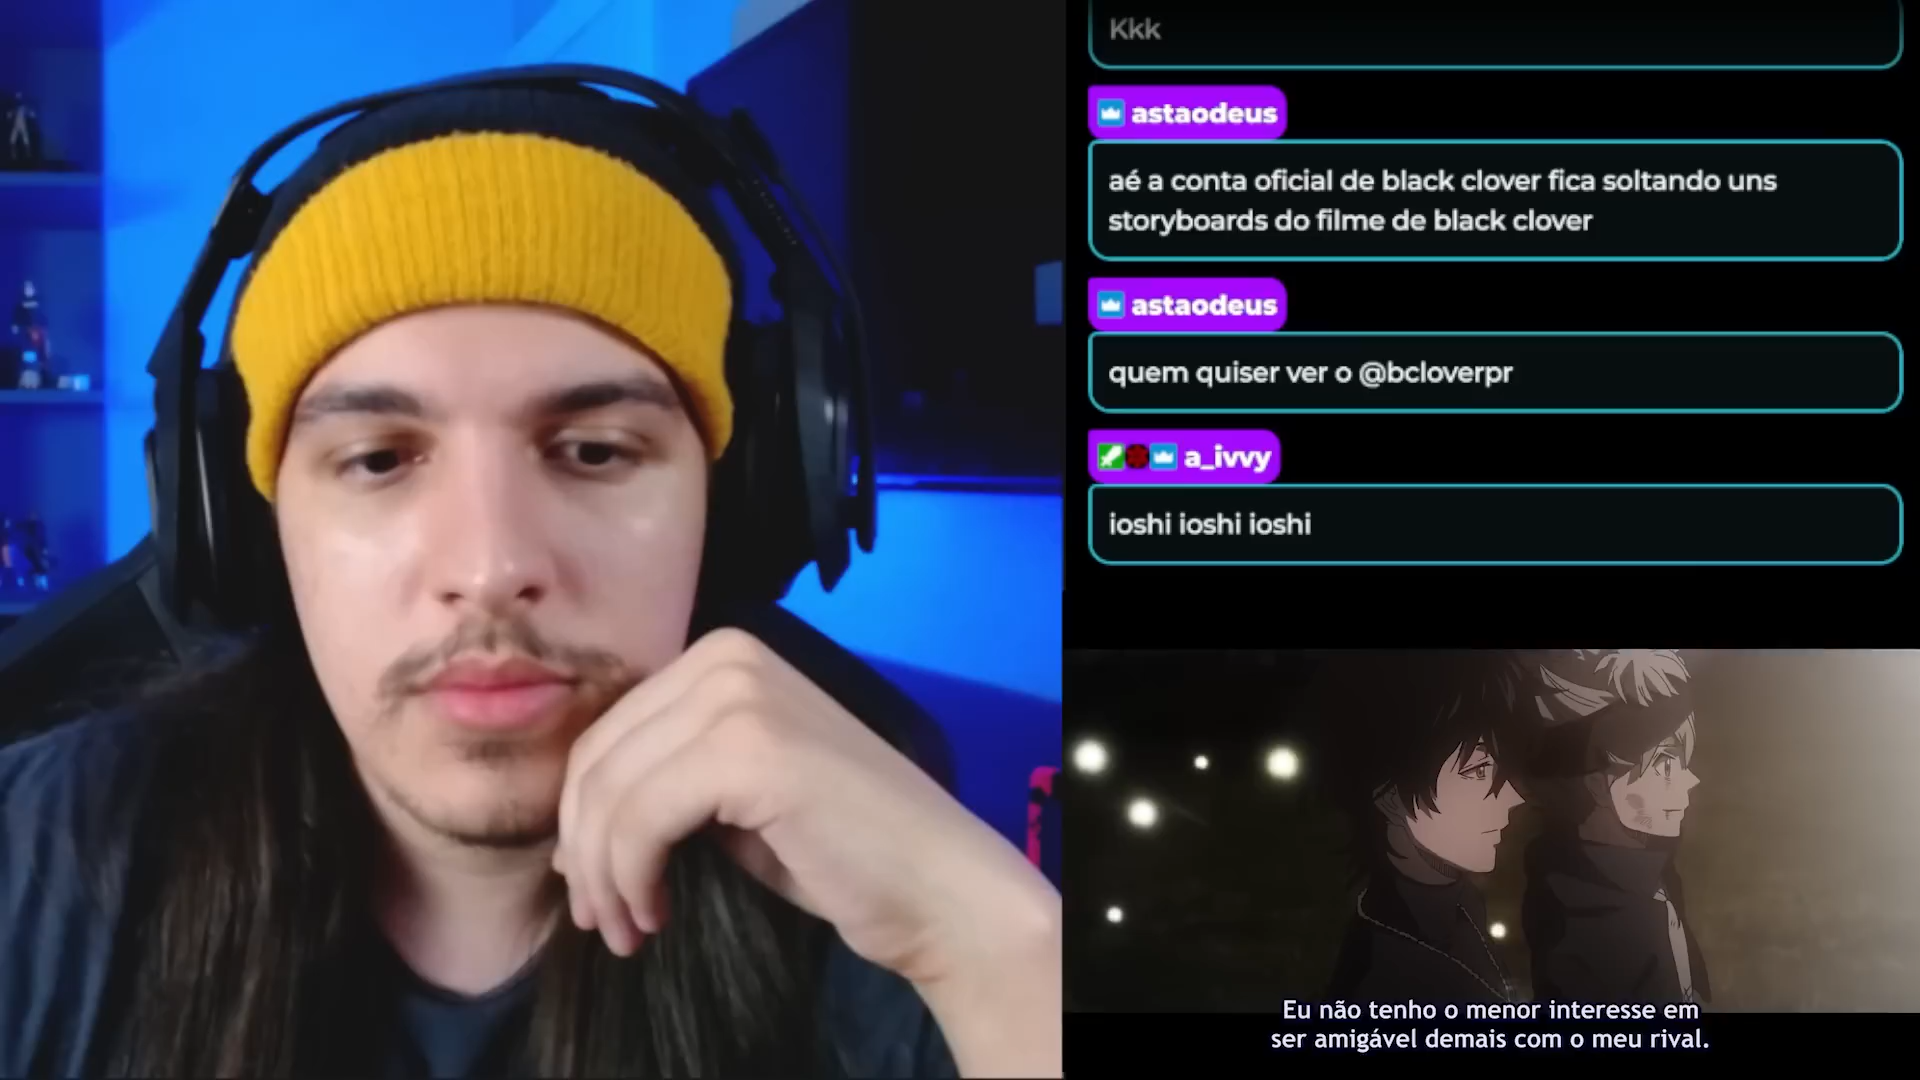 Kkk
astaodeus
aé a conta oficial de black clover fica soltando uns
storyboards do filme de black clover
astaodeus
quem quiser ver o @bcloverpr
a_ivvy
ioshi ioshi ioshi
Eu não tenho o menor interesse em
ser amigável demais com o meu rival.